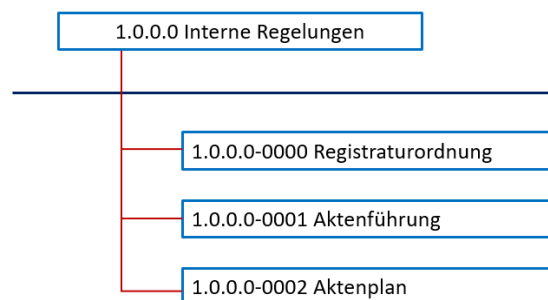 1.0.0.0 Interne Regelungen
1.0.0.0-0000 Registraturordnung
1.0.0.0-0001 Aktenführung
1.0.0.0-0002 Aktenplan